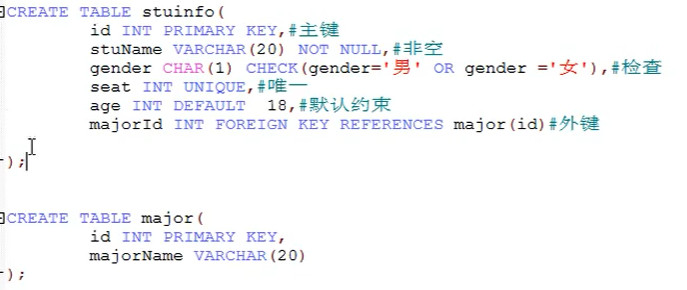 CREATE TABLE stuinfo(
id INT PRIMARY KEY,#主键
stuName VARCHAR(20) NOT NULL,#非空
gender CHAR(1) CHECK(gender='男' OR gender ='女'),#检查
seat INT UNIQUE,#唯一
age INT DEFAULT  18,#默认约束
majorId INT FOREIGN KEY REFERENCES major(id)#外键
);
CREATE TABLE major(
id INT PRIMARY KEY,
majorName VARCHAR(20)
);